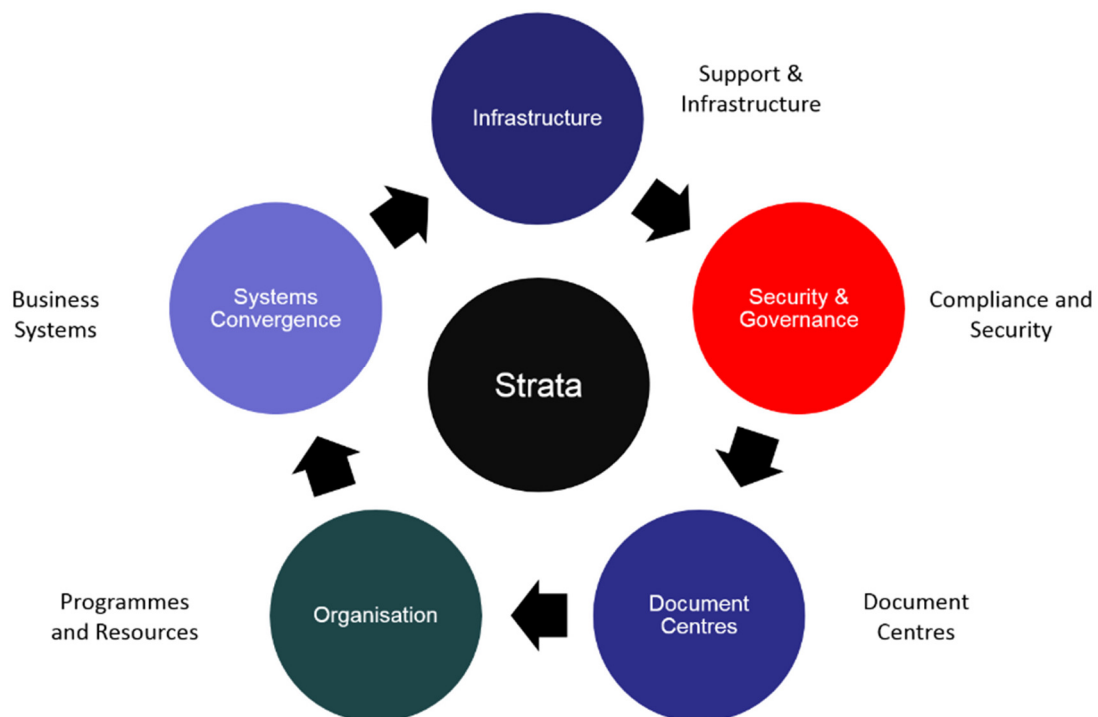 Infrastructure
Support &
Infrastructure
Systems
Convergence
Security &
Governance
Business
Systems
Compliance and
Security
Strata
Organisation
Document
Centres
Programmes
and Resources
Document
Centres